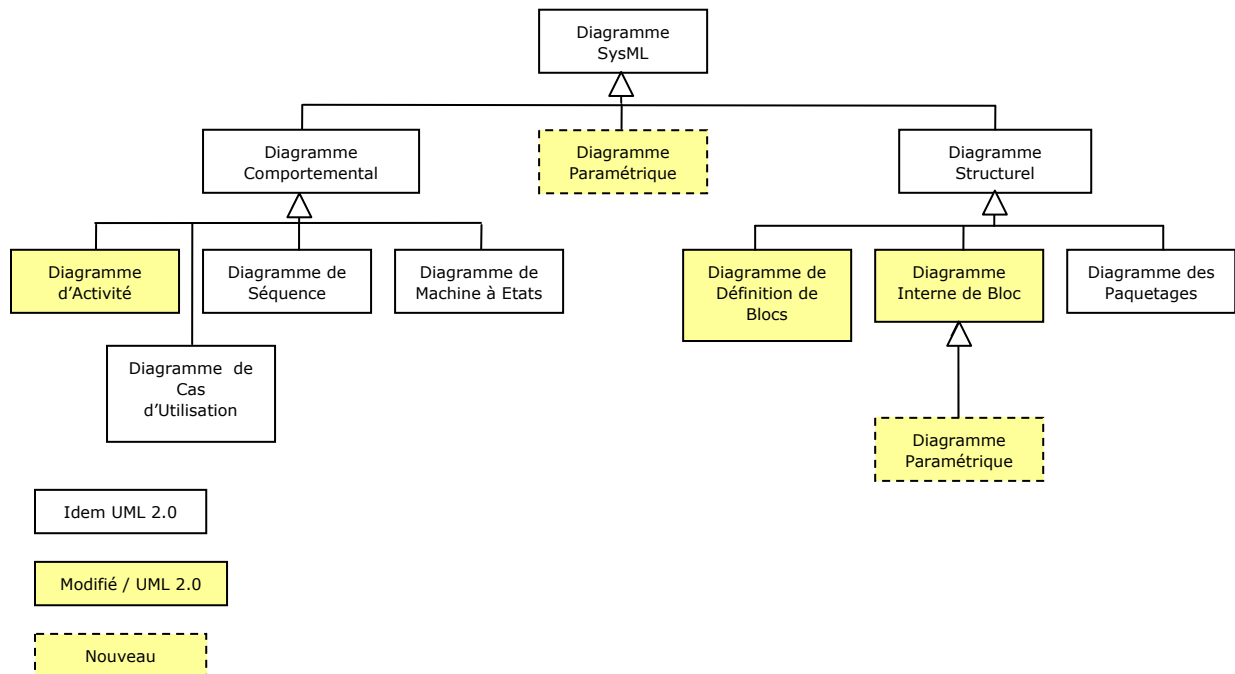 Diagramme
SysML
Diagramme
Comportemental
Diagramme
Paramétrique
Diagramme
Structurel
Diagramme
d’Activité
Diagramme de
Séquence
Diagramme de
Machine à Etats
Diagramme de
Définition de
Blocs
Diagramme
Interne de Bloc
Diagramme des
Paquetages
Diagramme de
Cas
d’Utilisation
Diagramme
Paramétrique
Idem UML 2.0
Modifié / UML 2.0
Nouveau